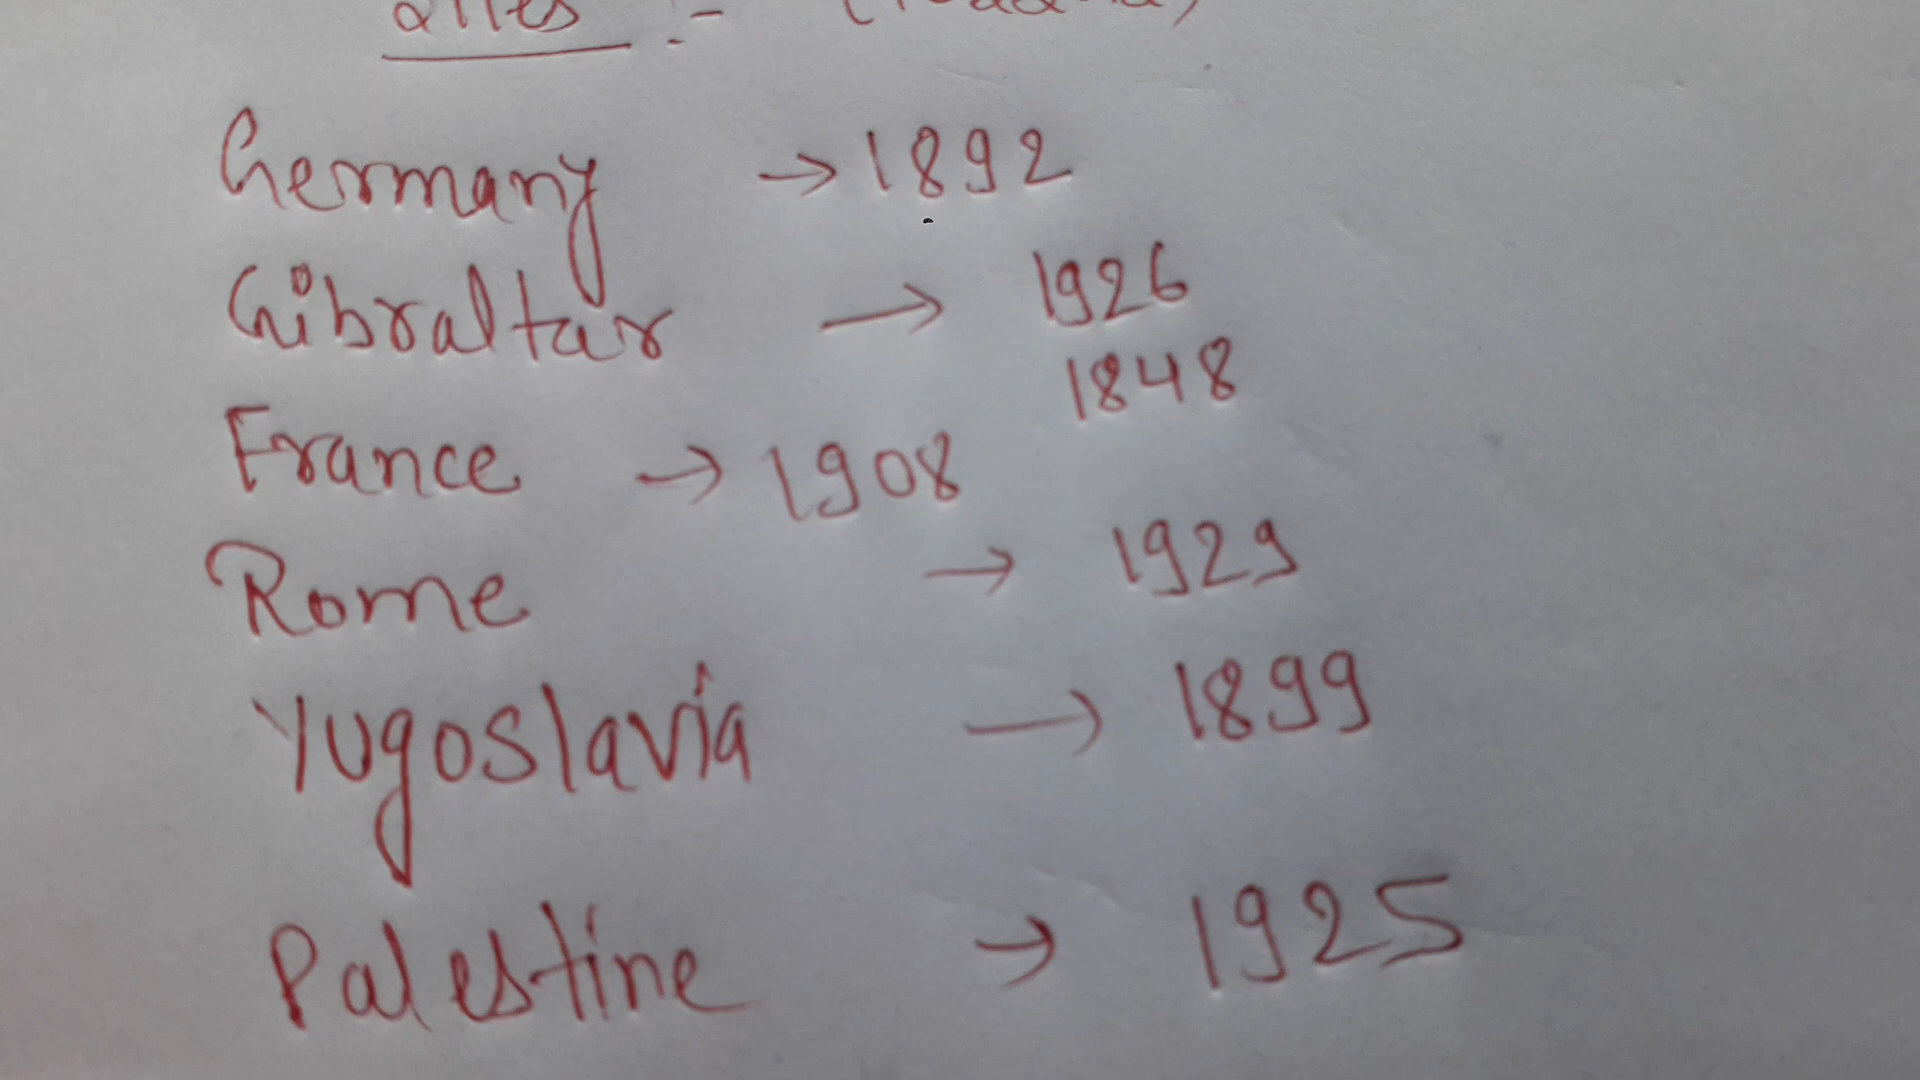 Germany → 1892
Gibraltar → 1926
1848
France → 1908
Rome → 1929
Yugoslavia → 1899
Palestine → 1925